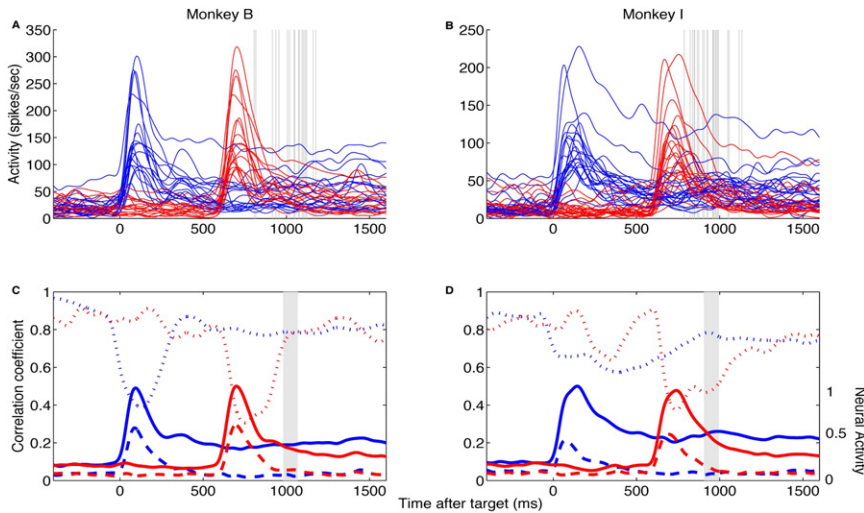 Monkey B
Monkey I
A
B
350
300
250
200
150
100
50
0
Activity (spikes/sec)
0 500 1000 1500
250
200
150
100
50
0
0 500 1000 1500
C
D
1
0.8
0.6
0.4
0.2
0
Correlation coefficient
0 500 1000 1500
1
0.8
0.6
0.4
0.2
0
0 500 1000 1500
1
0.5
0
Neural Activity
Time after target (ms)